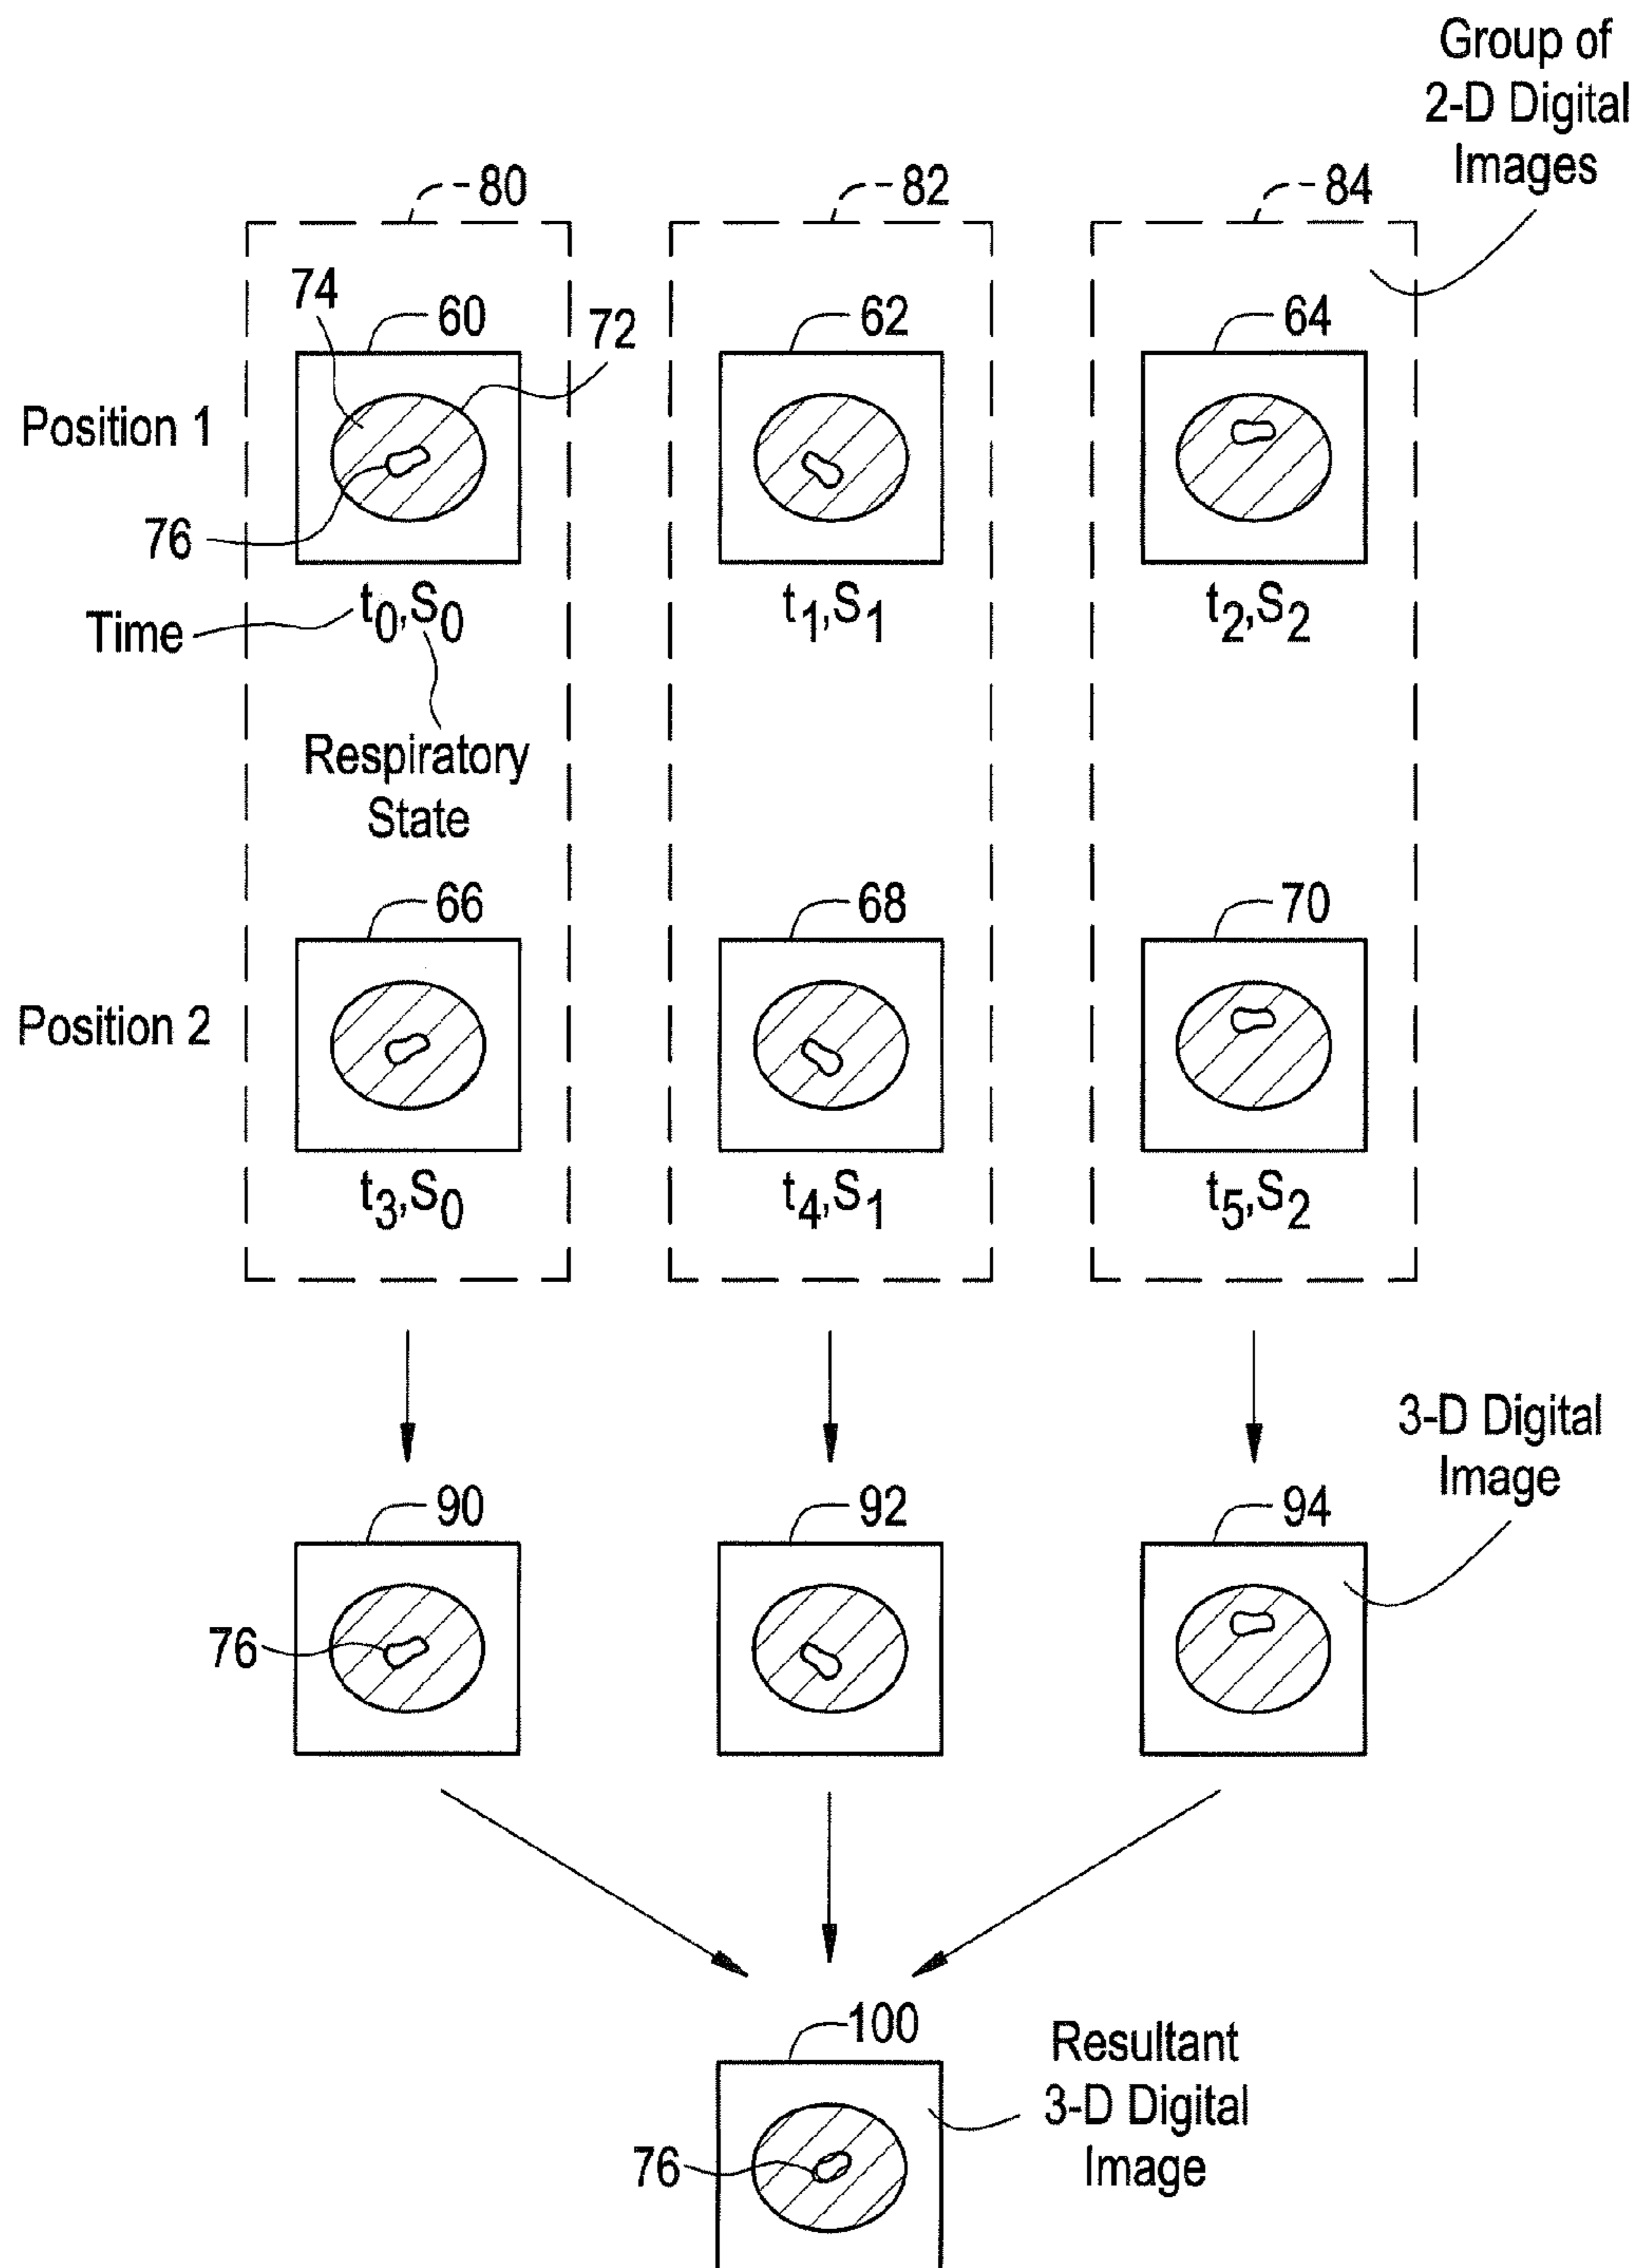 Group of
2-D Digital
Images
80
82
84
74
60
72
62
64
Position 1
76
t0,S0
t1,S1
t2,S2
Time
Respiratory
State
66
68
70
Position 2
t3,S0
t4,S1
t5,S2
3-D Digital
Image
90
92
94
76
100
Resultant
3-D Digital
Image
76